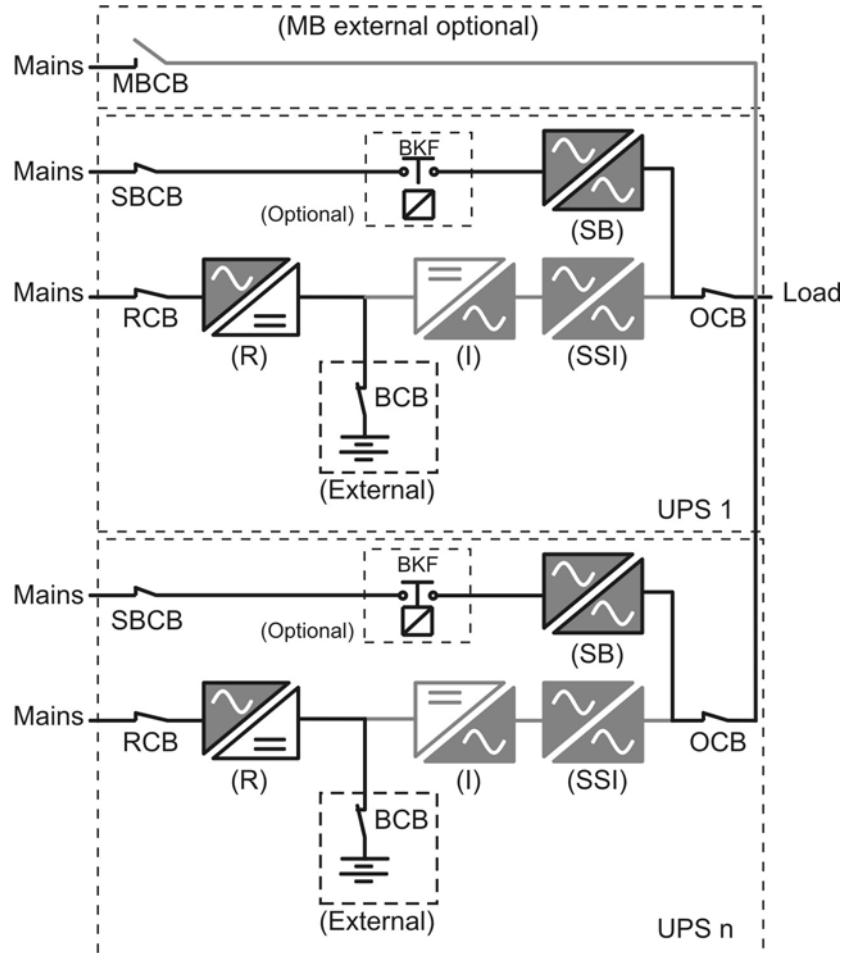 (MB external optional)
Mains
MBCB
BKF
Mains
SBCB
(Optional)
(SB)
Mains
RCB
(R)
(I)
(SSI)
OCB
Load
BCB
(External)
UPS 1
BKF
Mains
SBCB
(Optional)
(SB)
Mains
RCB
(R)
(I)
(SSI)
OCB
BCB
(External)
UPS n